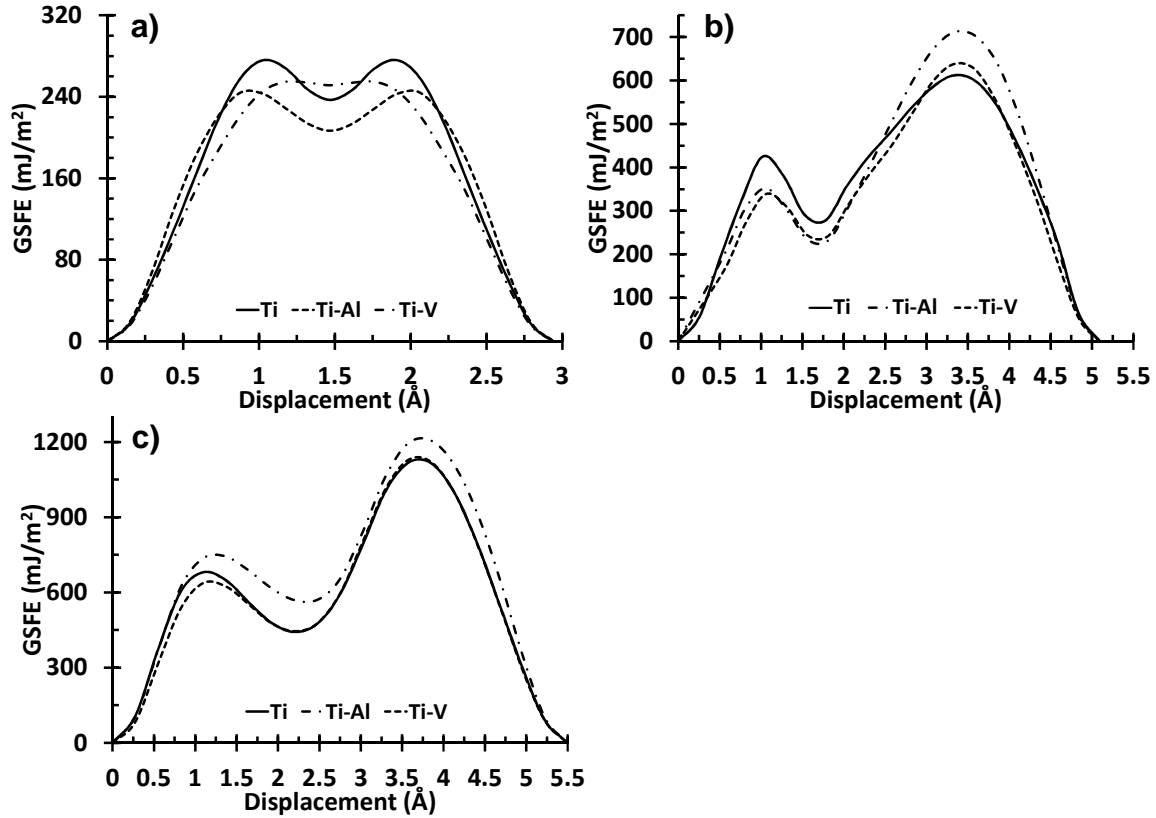 a)
GSFE (mJ/m²)
320
240
160
80
0
Ti Ti-Al Ti-V
0 0.5 1 1.5 2 2.5 3
Displacement (Å)
b)
GSFE (mJ/m²)
700
600
500
400
300
200
100
0
Ti Ti-Al Ti-V
0 0.5 1 1.5 2 2.5 3 3.5 4 4.5 5 5.5
Displacement (Å)
c)
GSFE (mJ/m²)
1200
900
600
300
0
Ti Ti-Al Ti-V
0 0.5 1 1.5 2 2.5 3 3.5 4 4.5 5 5.5
Displacement (Å)